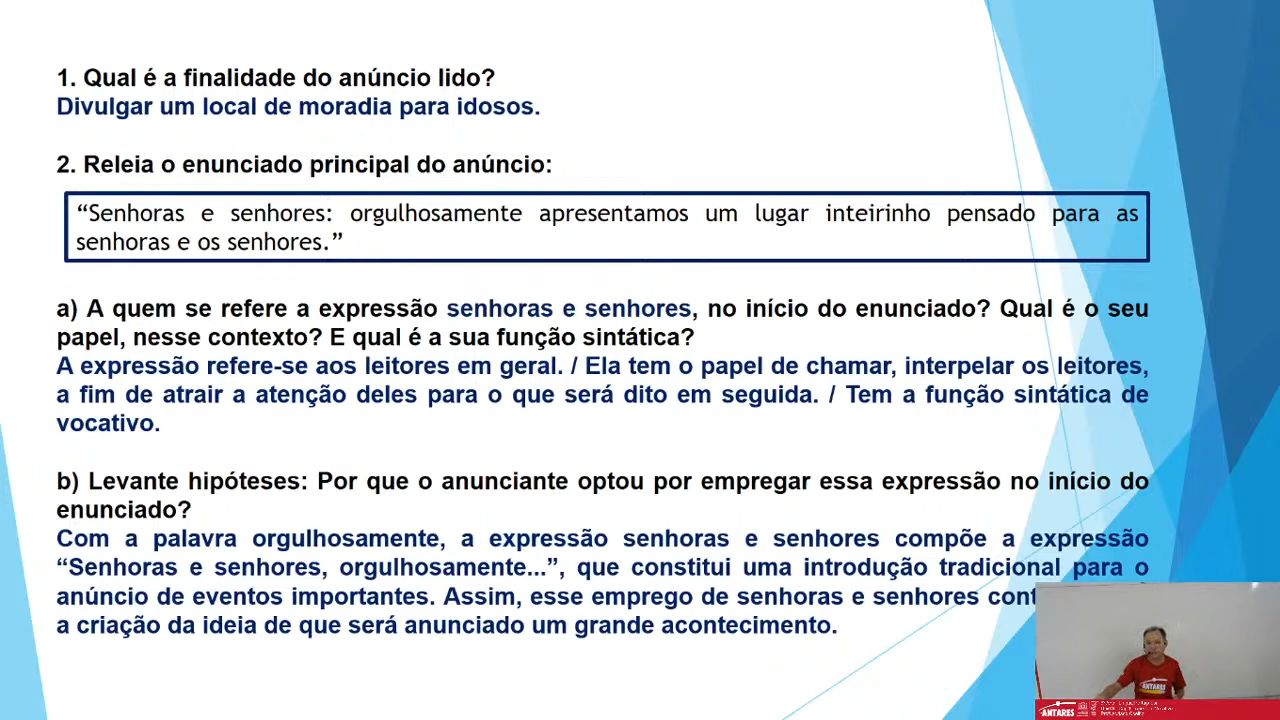 1. Qual é a finalidade do anúncio lido?
Divulgar um local de moradia para idosos.
2. Releia o enunciado principal do anúncio:
“Senhoras e senhores: orgulhosamente apresentamos um lugar inteirinho pensado para as
senhoras e os senhores.”
a) A quem se refere a expressão senhoras e senhores, no início do enunciado? Qual é o seu
papel, nesse contexto? E qual é a sua função sintática?
A expressão refere-se aos leitores em geral. / Ela tem o papel de chamar, interpelar os leitores,
a fim de atrair a atenção deles para o que será dito em seguida. / Tem a função sintática de
vocativo.
b) Levante hipóteses: Por que o anunciante optou por empregar essa expressão no início do
enunciado?
Com a palavra orgulhosamente, a expressão senhoras e senhores compõe a expressão
“Senhoras e senhores, orgulhosamente...”, que constitui uma introdução tradicional para o
anúncio de eventos importantes. Assim, esse emprego de senhoras e senhores
a criação da ideia de que será anunciado um grande acontecimento.
ANTARES
ANTARES